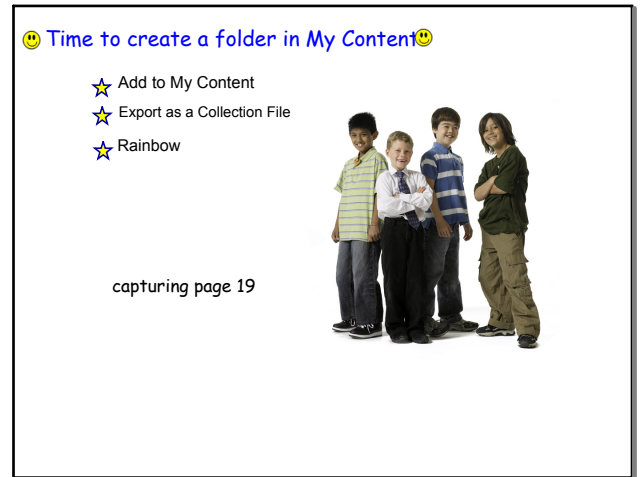 Time to create a folder in My Content
Add to My Content
Export as a Collection File
Rainbow
capturing page 19